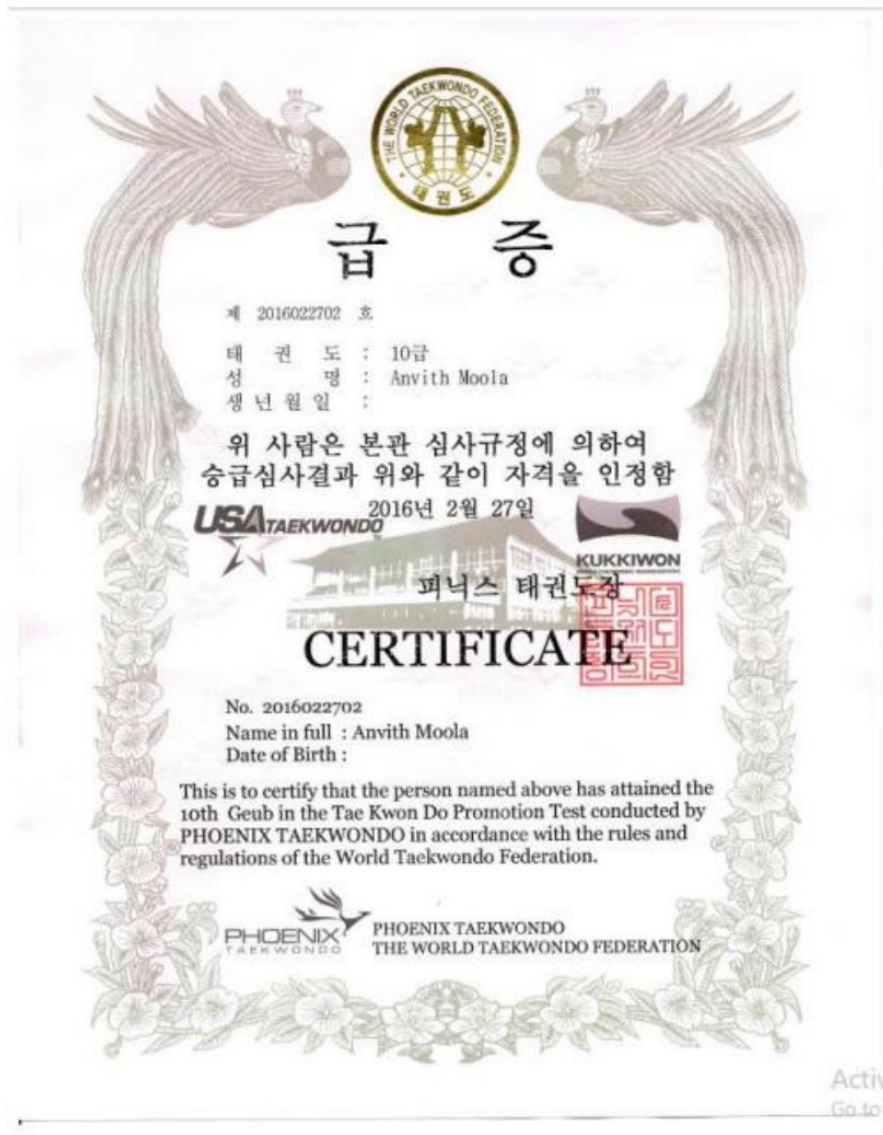 THE WORLD TAEKWONDO FEDERATION
태권도
급 증
제 2016022702 호
태 권 도 : 10급
성 명 : Anvith Moola
생 년 월 일 :
위 사람은 본관 심사규정에 의하여
승급심사결과 위와 같이 자격을 인정함
2016년 2월 27일
USA TAEKWONDO
KUKKIWON
피닉스 태권도장
CERTIFICATE
No. 2016022702
Name in full : Anvith Moola
Date of Birth :
This is to certify that the person named above has attained the
10th Geub in the Tae Kwon Do Promotion Test conducted by
PHOENIX TAEKWONDO in accordance with the rules and
regulations of the World Taekwondo Federation.
PHOENIX
TAEKWONDO
PHOENIX TAEKWONDO
THE WORLD TAEKWONDO FEDERATION
Go to